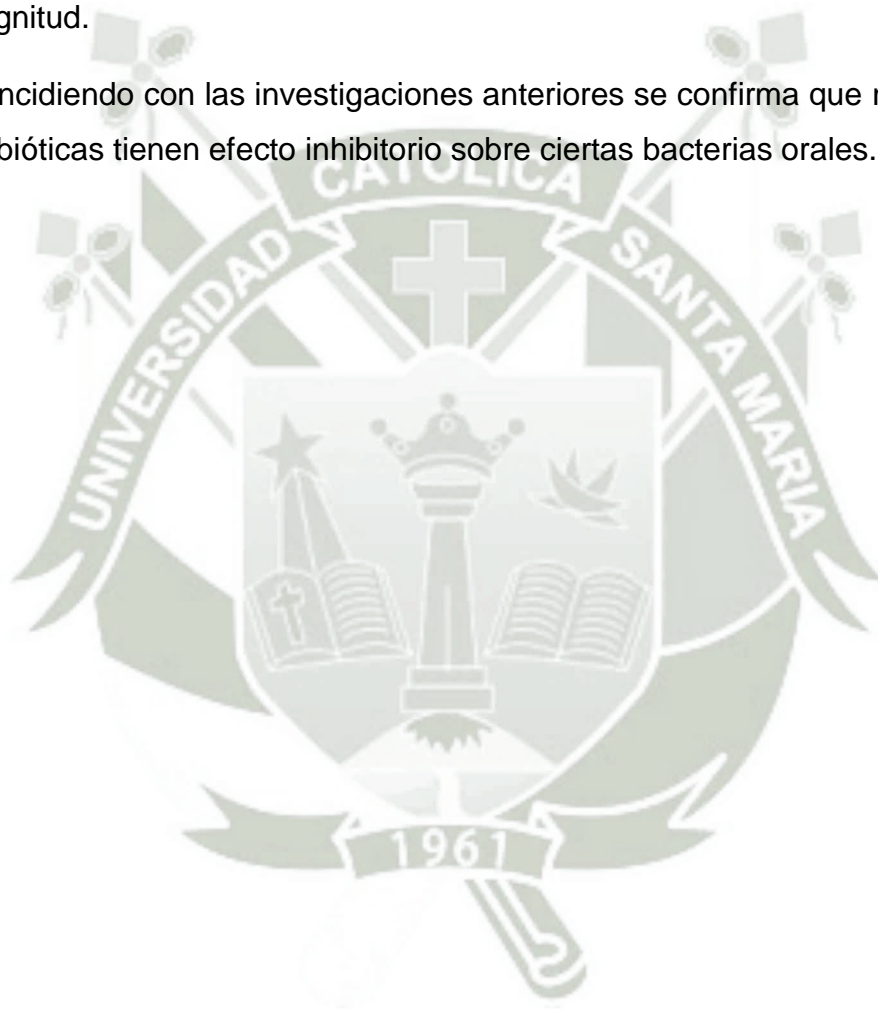 gnitud.
ncidiendo con las investigaciones anteriores se confirma que
bióticas tienen efecto inhibitorio sobre ciertas bacterias orales.
UNIVERSIDAD CATOLICA SANTA MARIA
1961